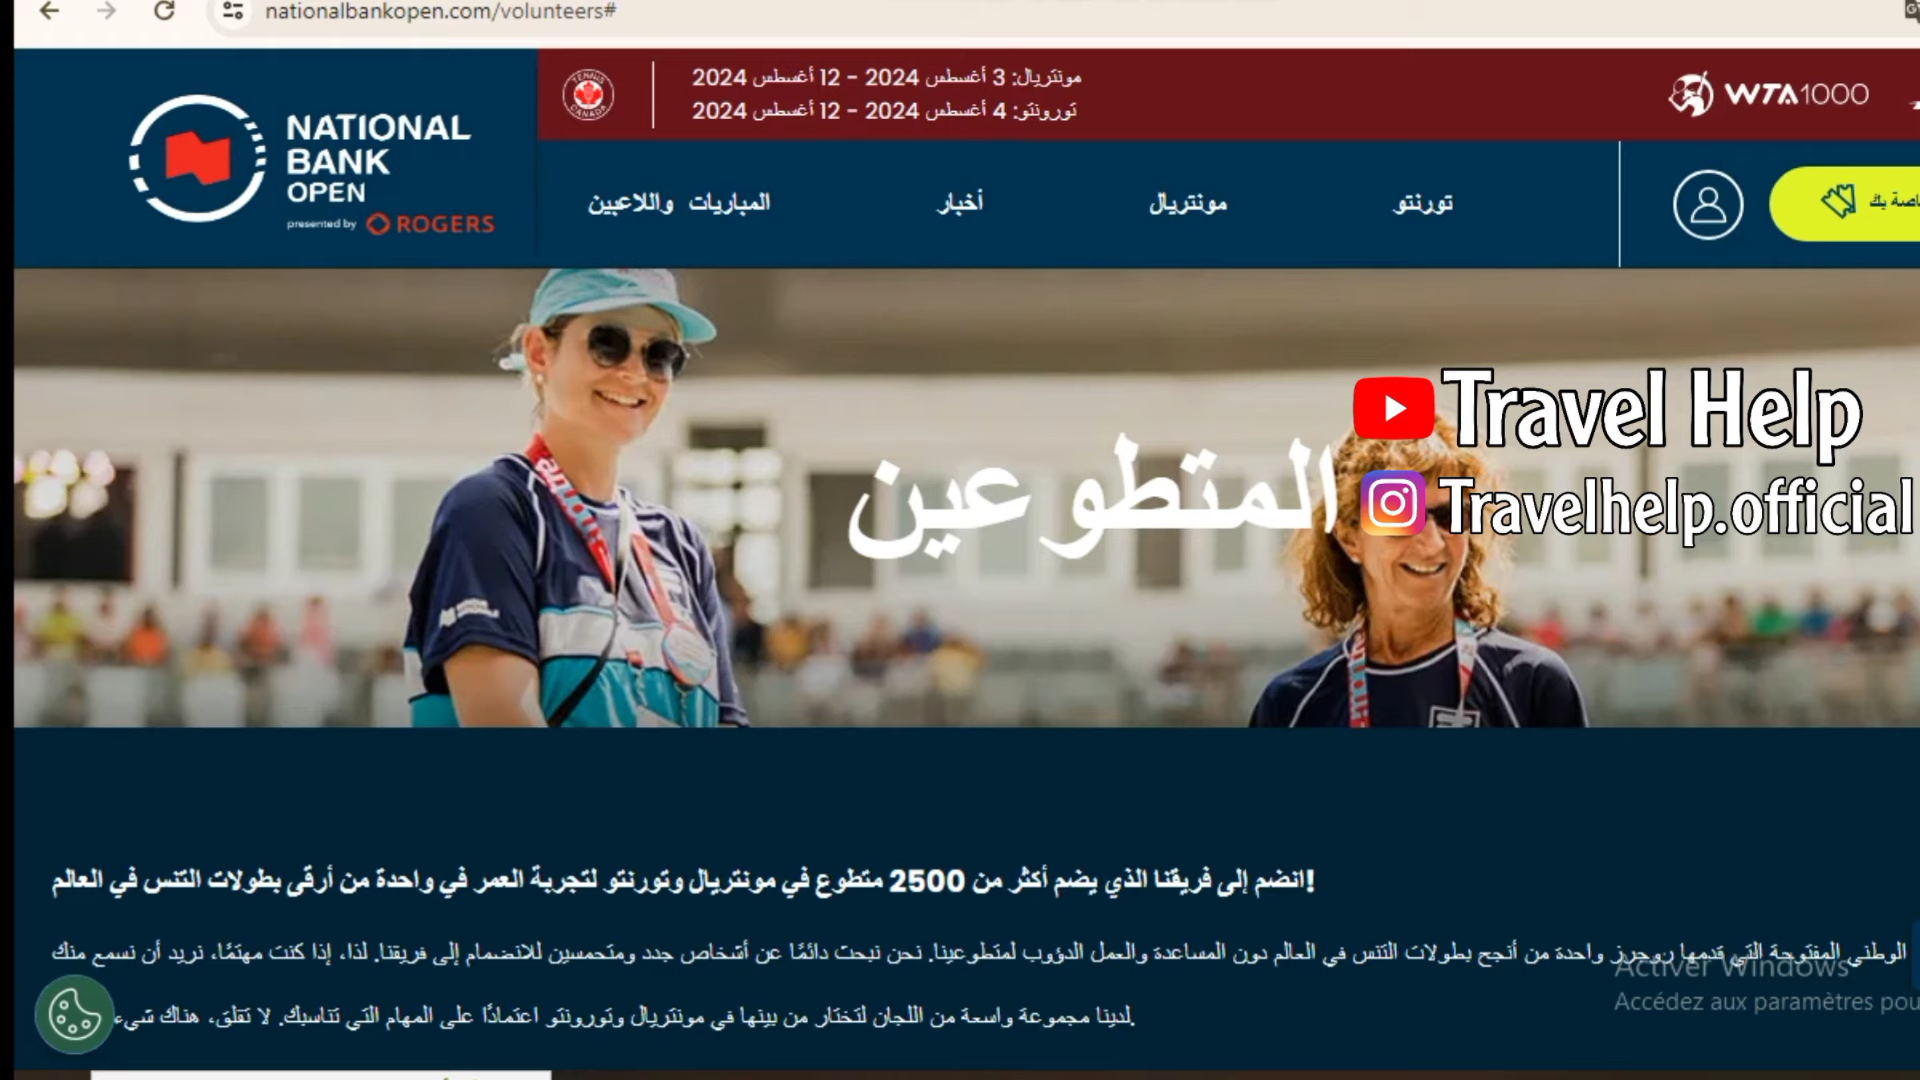 nationalbankopen.com/volunteers#
TENNIS CANADA
مونتريال: 3 أغسطس 2024 - 12 أغسطس 2024
تورونتو: 4 أغسطس 2024 - 12 أغسطس 2024
WTA1000
NATIONAL
BANK
OPEN
presented by ROGERS
المباريات واللاعبين
أخبار
مونتريال
تورنتو
اصة بك
Travel Help
المتطوعين
Travelhelp.official
انضم إلى فريقنا الذي يضم أكثر من 2500 متطوع في مونتريال وتورنتو لتجربة العمر في واحدة من أرقى بطولات التنس في العالم!
الوطني المفتوحة التي قدمها روجرز واحدة من أنجح بطولات التنس في العالم دون المساعدة والعمل الدؤوب لمتطوعينا. نحن نبحث دائمًا عن أشخاص جدد ومتحمسين للانضمام إلى فريقنا. لذا، إذا كنت مهتمًا، نريد أن نسمع منك
Activer Windows
Accédez aux paramètres pou
لدينا مجموعة واسعة من اللجان لتختار من بينها في مونتريال وتورونتو اعتمادًا على المهام التي تناسبك. لا تقلق، هناك شيء.